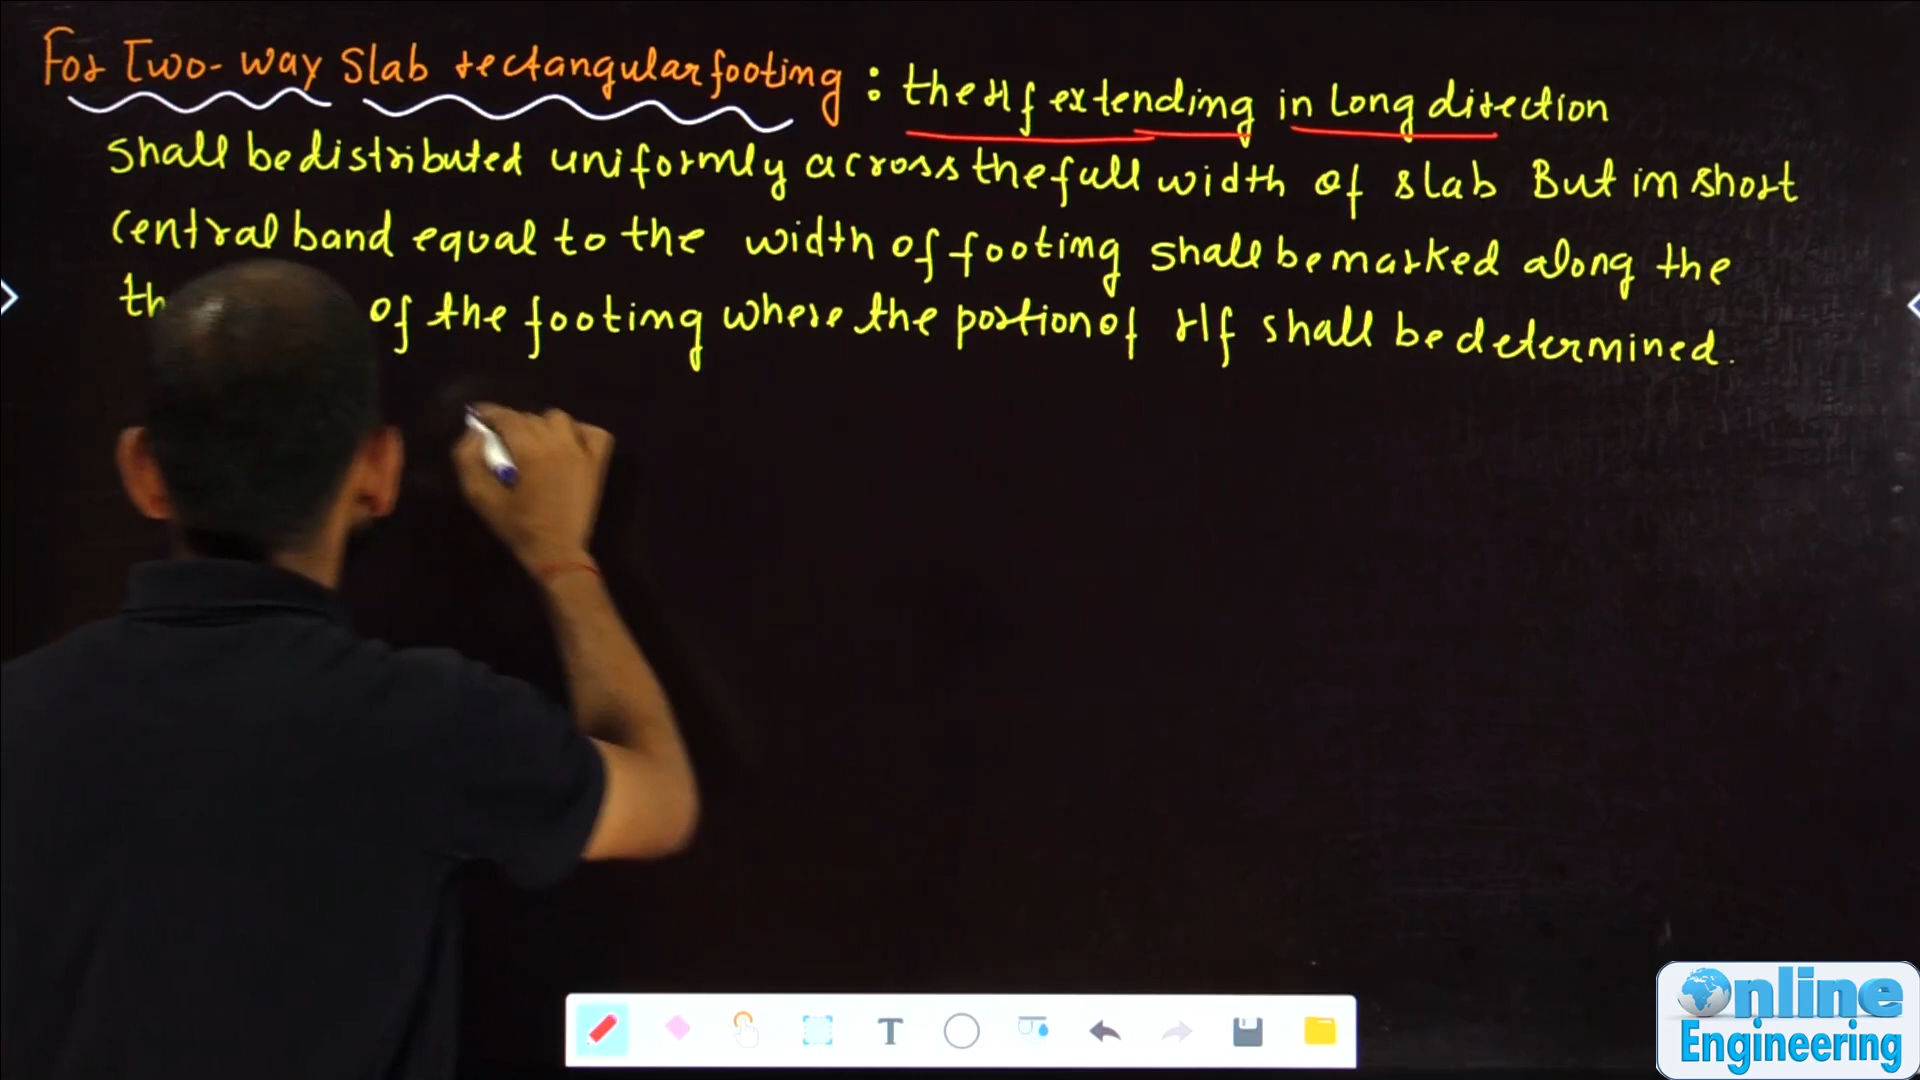 For Two-way Slab rectangular footing : the rlf extending in Long direction
shall be distributed uniformly across the full width of slab But in short
Central band equal to the width of footing shall be marked along the
of the footing where the portion of rlf shall be determined.
T
Online
Engineering